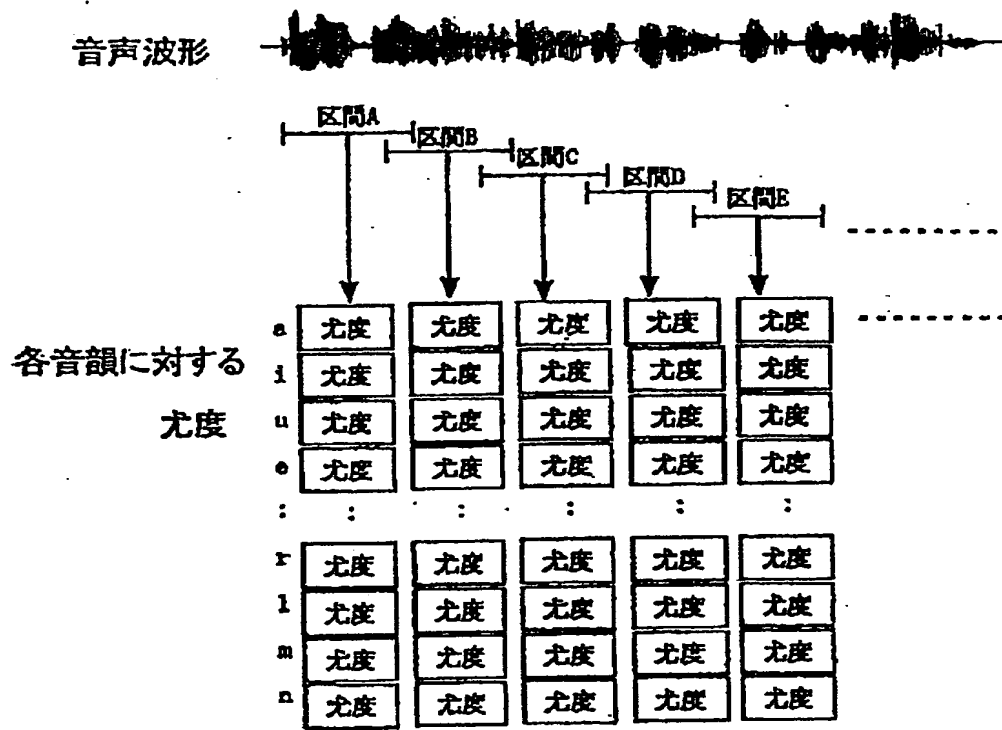 音声波形
区間A
区間B
区間C
区間D
区間E
各音韻に対する
尤度
a 尤度 尤度 尤度 尤度 尤度
i 尤度 尤度 尤度 尤度 尤度
u 尤度 尤度 尤度 尤度 尤度
e 尤度 尤度 尤度 尤度 尤度
: : : : : :
r 尤度 尤度 尤度 尤度 尤度
l 尤度 尤度 尤度 尤度 尤度
m 尤度 尤度 尤度 尤度 尤度
n 尤度 尤度 尤度 尤度 尤度